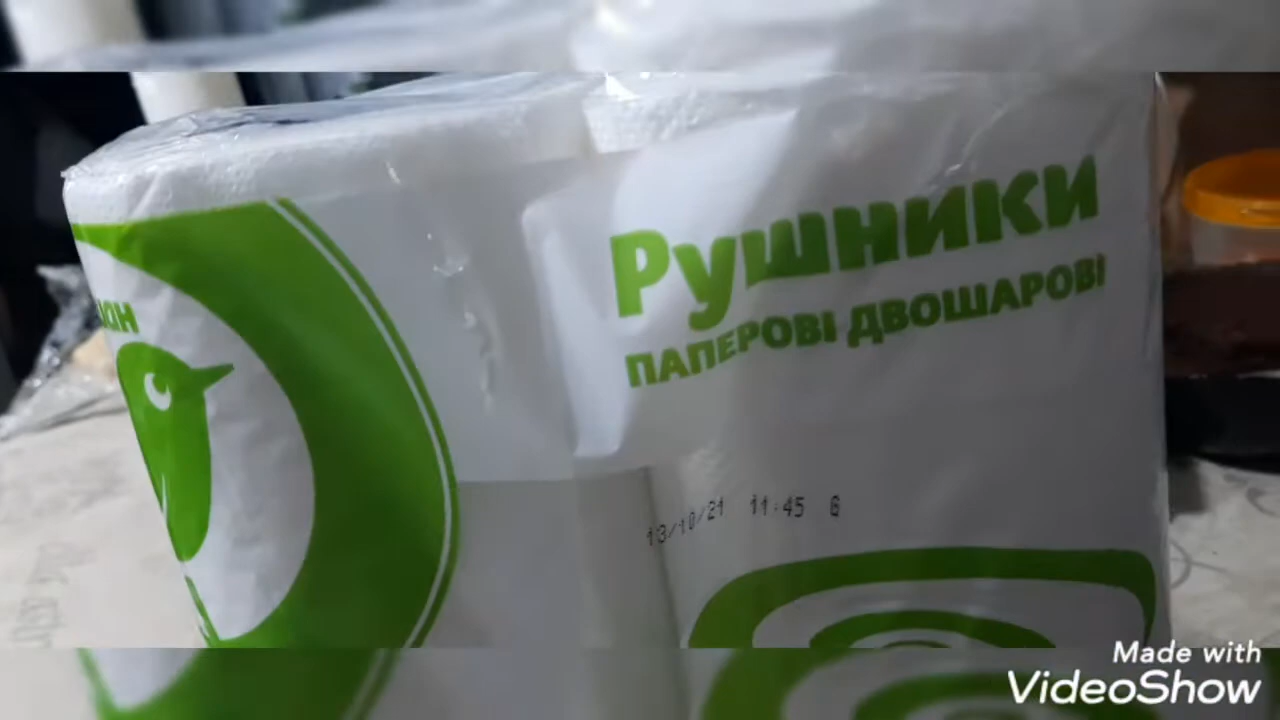 Рушники
ПАПЕРОВІ ДВОШАРОВІ
13/10/21 11:45 6
Made with
VideoShow